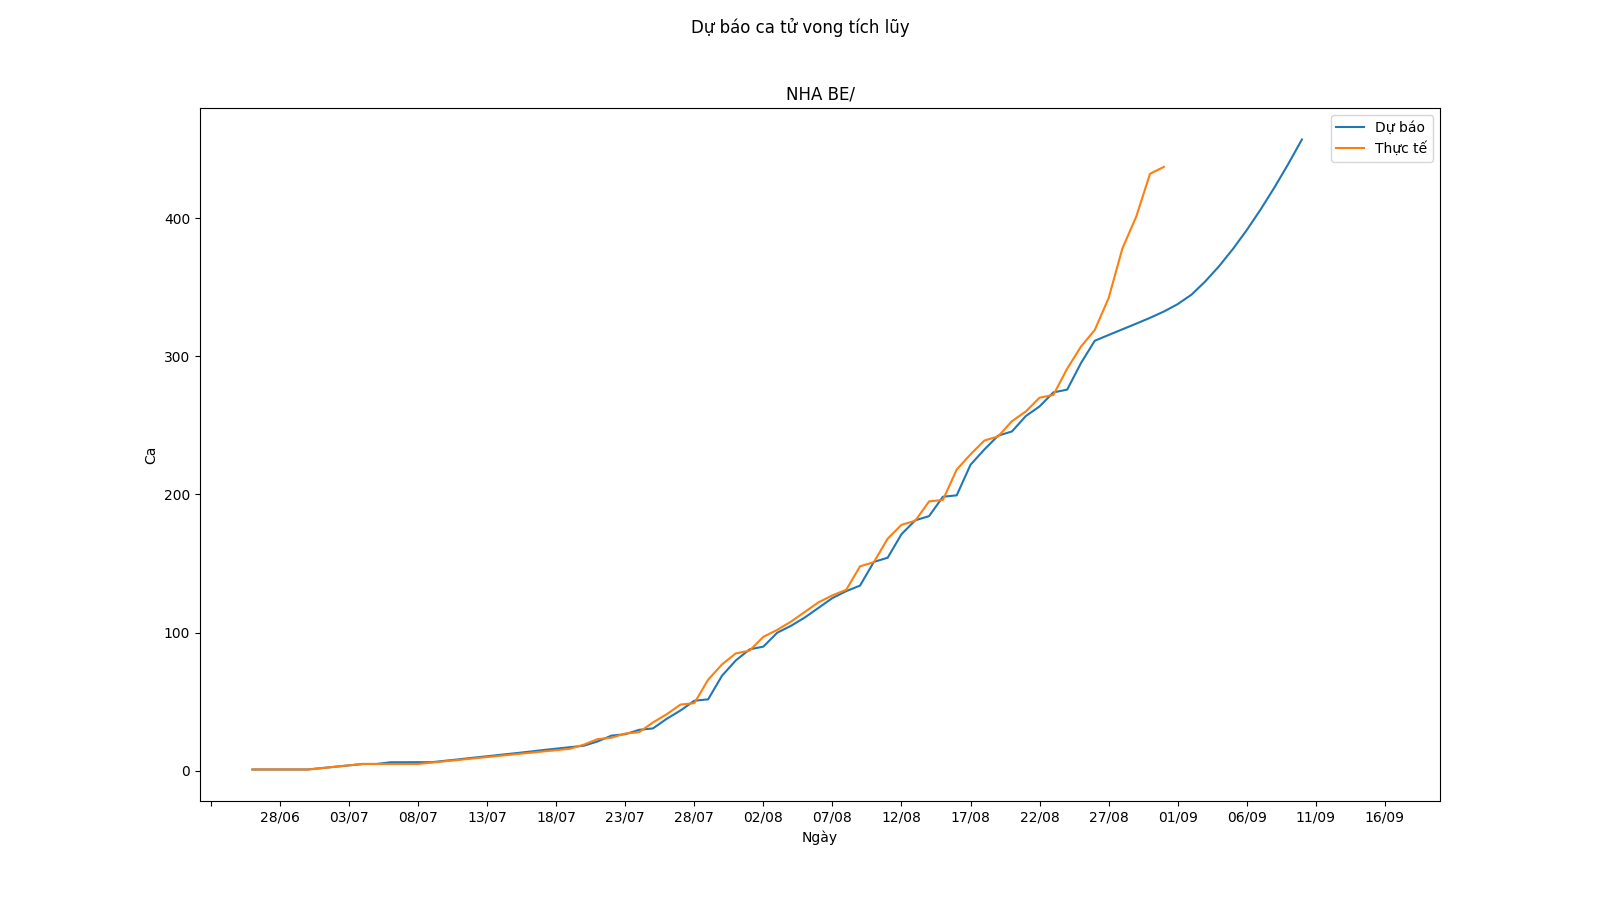 Dự báo ca tử vong tích lũy
NHA BE/
Dự báo
Thực tế
400
300
200
100
0
Ca
28/06 03/07 08/07 13/07 18/07 23/07 28/07 02/08 07/08 12/08 17/08 22/08 27/08 01/09 06/09 11/09 16/09
Ngày